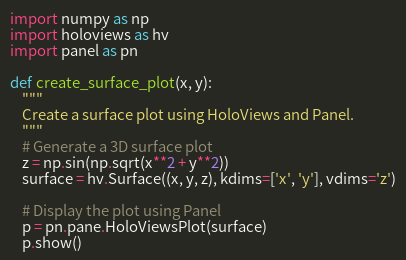 import numpy as np
import holoviews as hv
import panel as pn

def create_surface_plot(x, y):
    """
    Create a surface plot using HoloViews and Panel.
    """
    # Generate a 3D surface plot
    z = np.sin(np.sqrt(x**2 + y**2))
    surface = hv.Surface((x, y, z), kdims=['x', 'y'], vdims='z')

    # Display the plot using Panel
    p = pn.pane.HoloViewsPlot(surface)
    p.show()